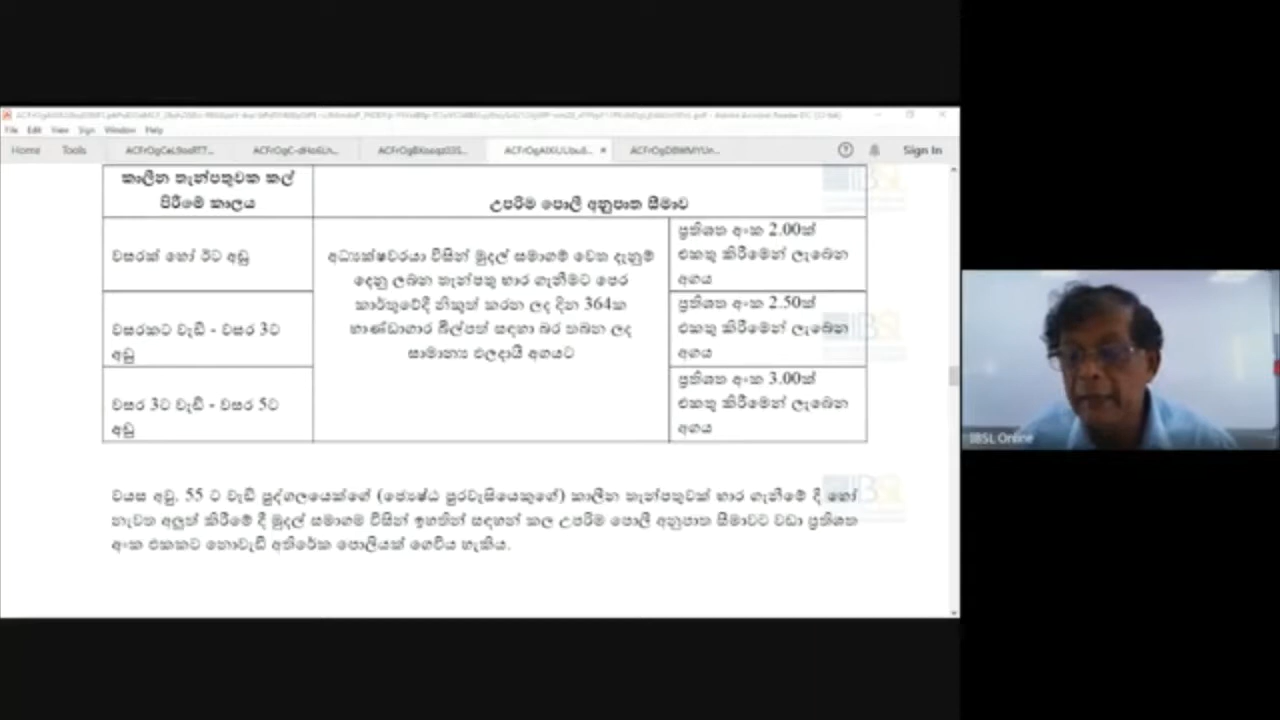 File Edit View Sign Window Help
Home Tools
Sign In
කාලීන තැන්පතුවක කල්
පිරීමේ කාලය
උපරිම පොලී අනුපාත සීමාව
වසරක් හෝ ඊට අඩු
අධ්‍යක්ෂවරයා විසින් මුදල් සමාගම් වෙත දැනුම්
දෙනු ලබන තැන්පතු භාර ගැනීමට පෙර
කාර්තුවේදී නිකුත් කරන ලද දින 364ක
භාණ්ඩාගාර බිල්පත් සඳහා බර තබන ලද
සාමාන්‍ය ඵලදායී අගයට
ප්‍රතිශත අංක 2.00ක්
එකතු කිරීමෙන් ලැබෙන
අගය
වසරකට වැඩි - වසර 3ට
අඩු
ප්‍රතිශත අංක 2.50ක්
එකතු කිරීමෙන් ලැබෙන
අගය
වසර 3ට වැඩි - වසර 5ට
අඩු
ප්‍රතිශත අංක 3.00ක්
එකතු කිරීමෙන් ලැබෙන
අගය
වයස අවු. 55 ට වැඩි පුද්ගලයෙක්ගේ (ජ්‍යෙෂ්ඨ පුරවැසියෙකුගේ) කාලීන තැන්පතුවක් භාර ගැනීමේ දී හෝ
නැවත අලුත් කිරීමේ දී මුදල් සමාගම විසින් ඉහතින් සඳහන් කල උපරිම පොලී අනුපාත සීමාවට වඩා ප්‍රතිශත
අංක එකකට නොවැඩි අතිරේක පොලියක් ගෙවිය හැකිය.
IBSL Online